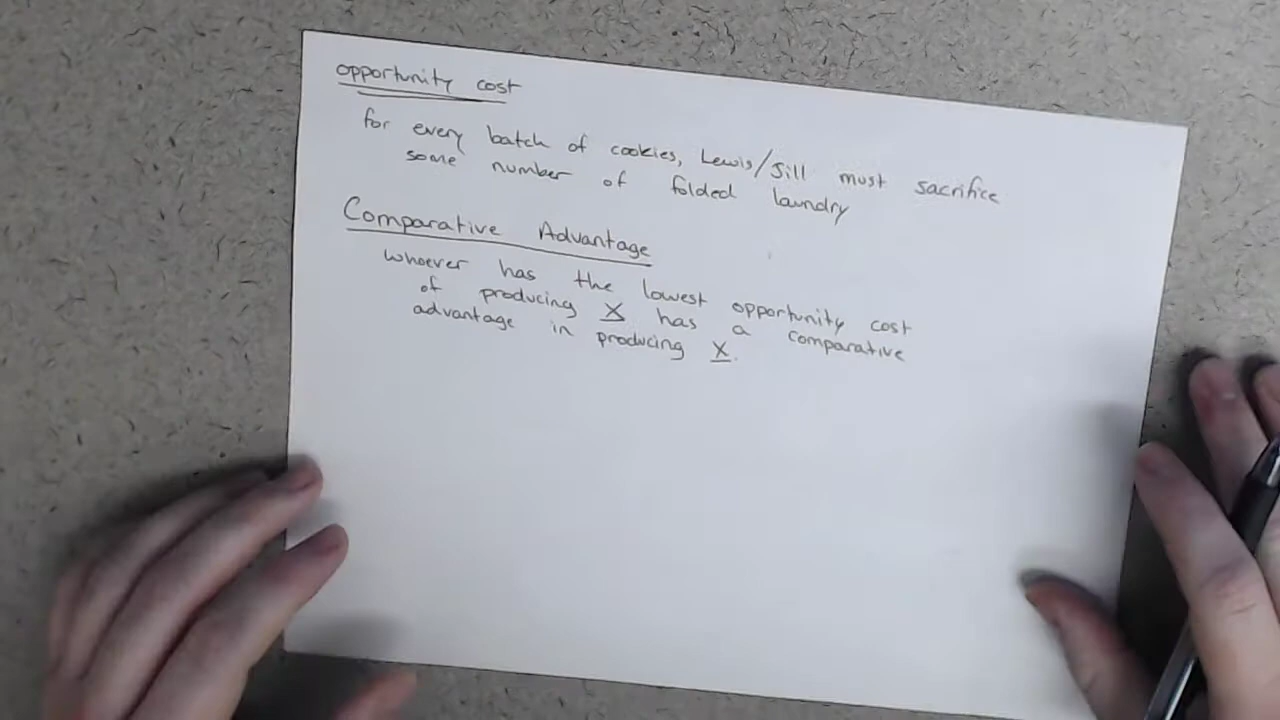 opportunity cost
for every batch of cookies, Lewis/Jill must sacrifice
some number of folded laundry
Comparative Advantage
whoever has the lowest opportunity cost
of producing X has a comparative
advantage in producing X.